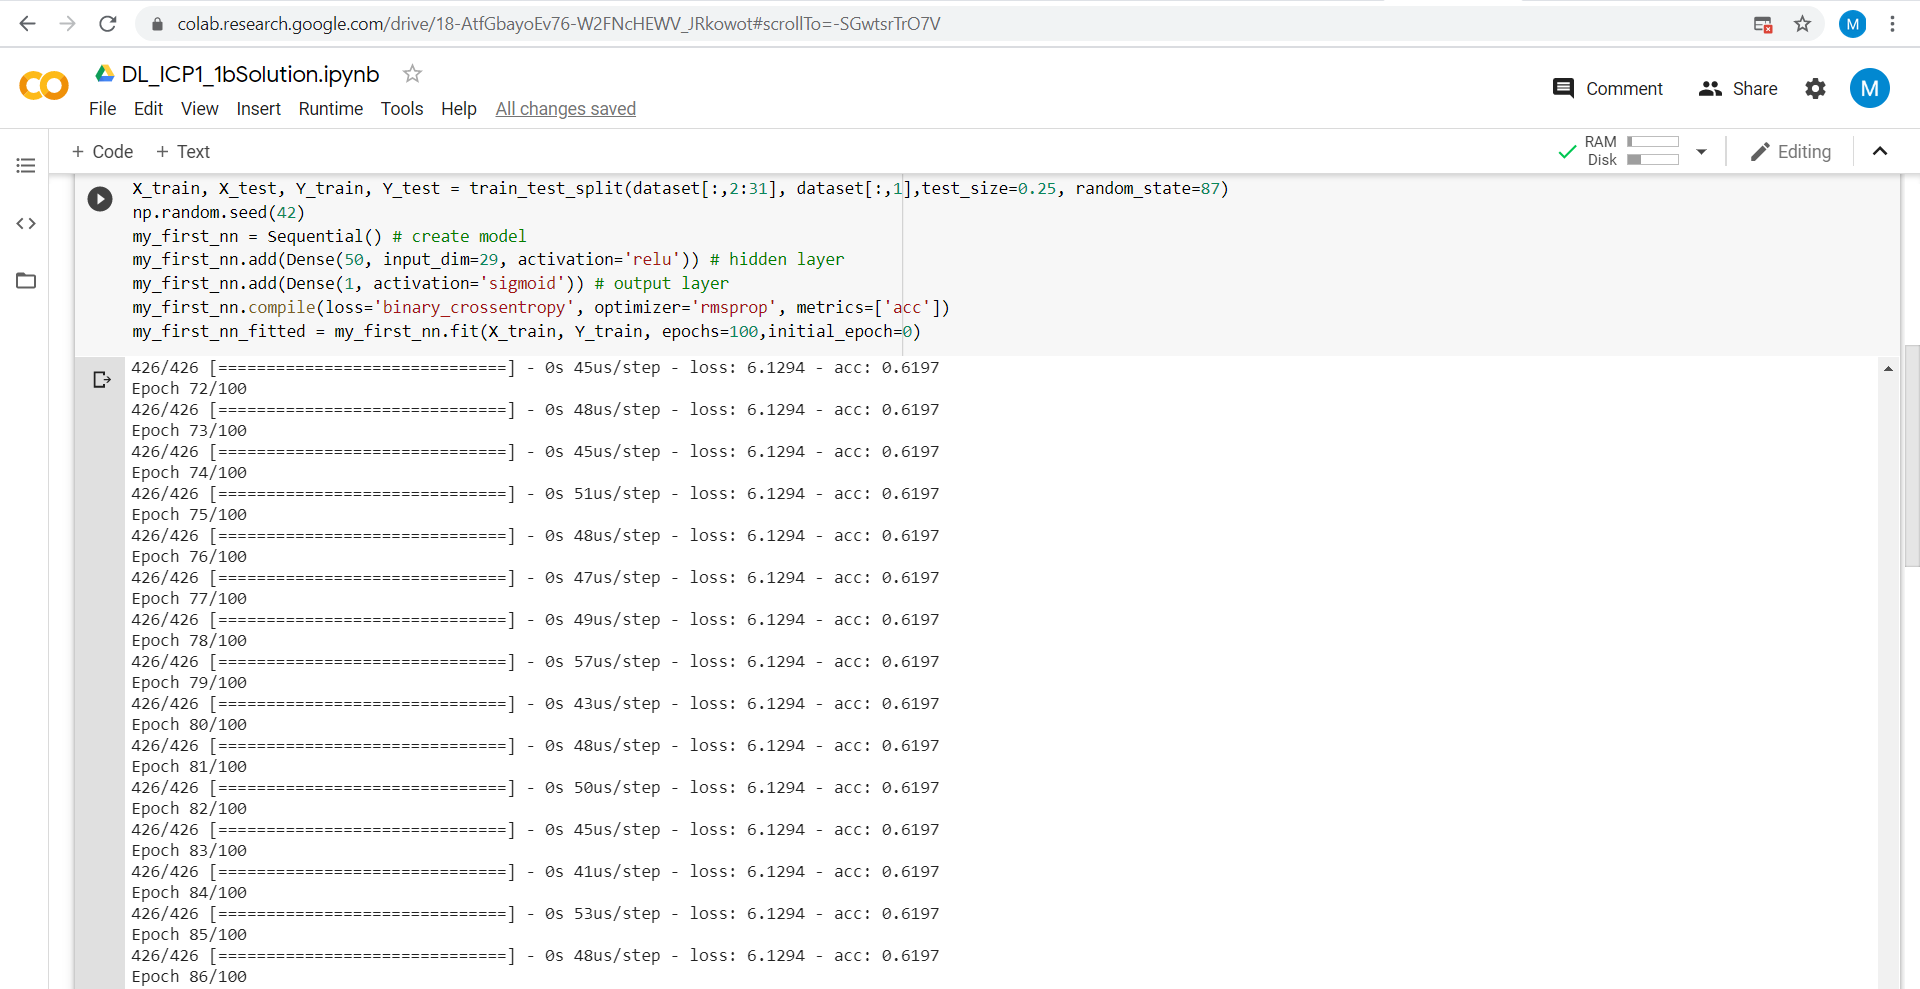 colab.research.google.com/drive/18-AtfGbayoEv76-W2FNcHEWV_JRkowot#scrollTo=-SGwtsrTrO7V
M
DL_ICP1_1bSolution.ipynb
File Edit View Insert Runtime Tools Help All changes saved
Comment Share M
+ Code + Text
RAM
Disk
Editing
X_train, X_test, Y_train, Y_test = train_test_split(dataset[:,2:31], dataset[:,1],test_size=0.25, random_state=87)
np.random.seed(42)
my_first_nn = Sequential() # create model
my_first_nn.add(Dense(50, input_dim=29, activation='relu')) # hidden layer
my_first_nn.add(Dense(1, activation='sigmoid')) # output layer
my_first_nn.compile(loss='binary_crossentropy', optimizer='rmsprop', metrics=['acc'])
my_first_nn_fitted = my_first_nn.fit(X_train, Y_train, epochs=100,initial_epoch=0)
426/426 [==============================] - 0s 45us/step - loss: 6.1294 - acc: 0.6197
Epoch 72/100
426/426 [==============================] - 0s 48us/step - loss: 6.1294 - acc: 0.6197
Epoch 73/100
426/426 [==============================] - 0s 45us/step - loss: 6.1294 - acc: 0.6197
Epoch 74/100
426/426 [==============================] - 0s 51us/step - loss: 6.1294 - acc: 0.6197
Epoch 75/100
426/426 [==============================] - 0s 48us/step - loss: 6.1294 - acc: 0.6197
Epoch 76/100
426/426 [==============================] - 0s 47us/step - loss: 6.1294 - acc: 0.6197
Epoch 77/100
426/426 [==============================] - 0s 49us/step - loss: 6.1294 - acc: 0.6197
Epoch 78/100
426/426 [==============================] - 0s 57us/step - loss: 6.1294 - acc: 0.6197
Epoch 79/100
426/426 [==============================] - 0s 43us/step - loss: 6.1294 - acc: 0.6197
Epoch 80/100
426/426 [==============================] - 0s 48us/step - loss: 6.1294 - acc: 0.6197
Epoch 81/100
426/426 [==============================] - 0s 50us/step - loss: 6.1294 - acc: 0.6197
Epoch 82/100
426/426 [==============================] - 0s 45us/step - loss: 6.1294 - acc: 0.6197
Epoch 83/100
426/426 [==============================] - 0s 41us/step - loss: 6.1294 - acc: 0.6197
Epoch 84/100
426/426 [==============================] - 0s 53us/step - loss: 6.1294 - acc: 0.6197
Epoch 85/100
426/426 [==============================] - 0s 48us/step - loss: 6.1294 - acc: 0.6197
Epoch 86/100